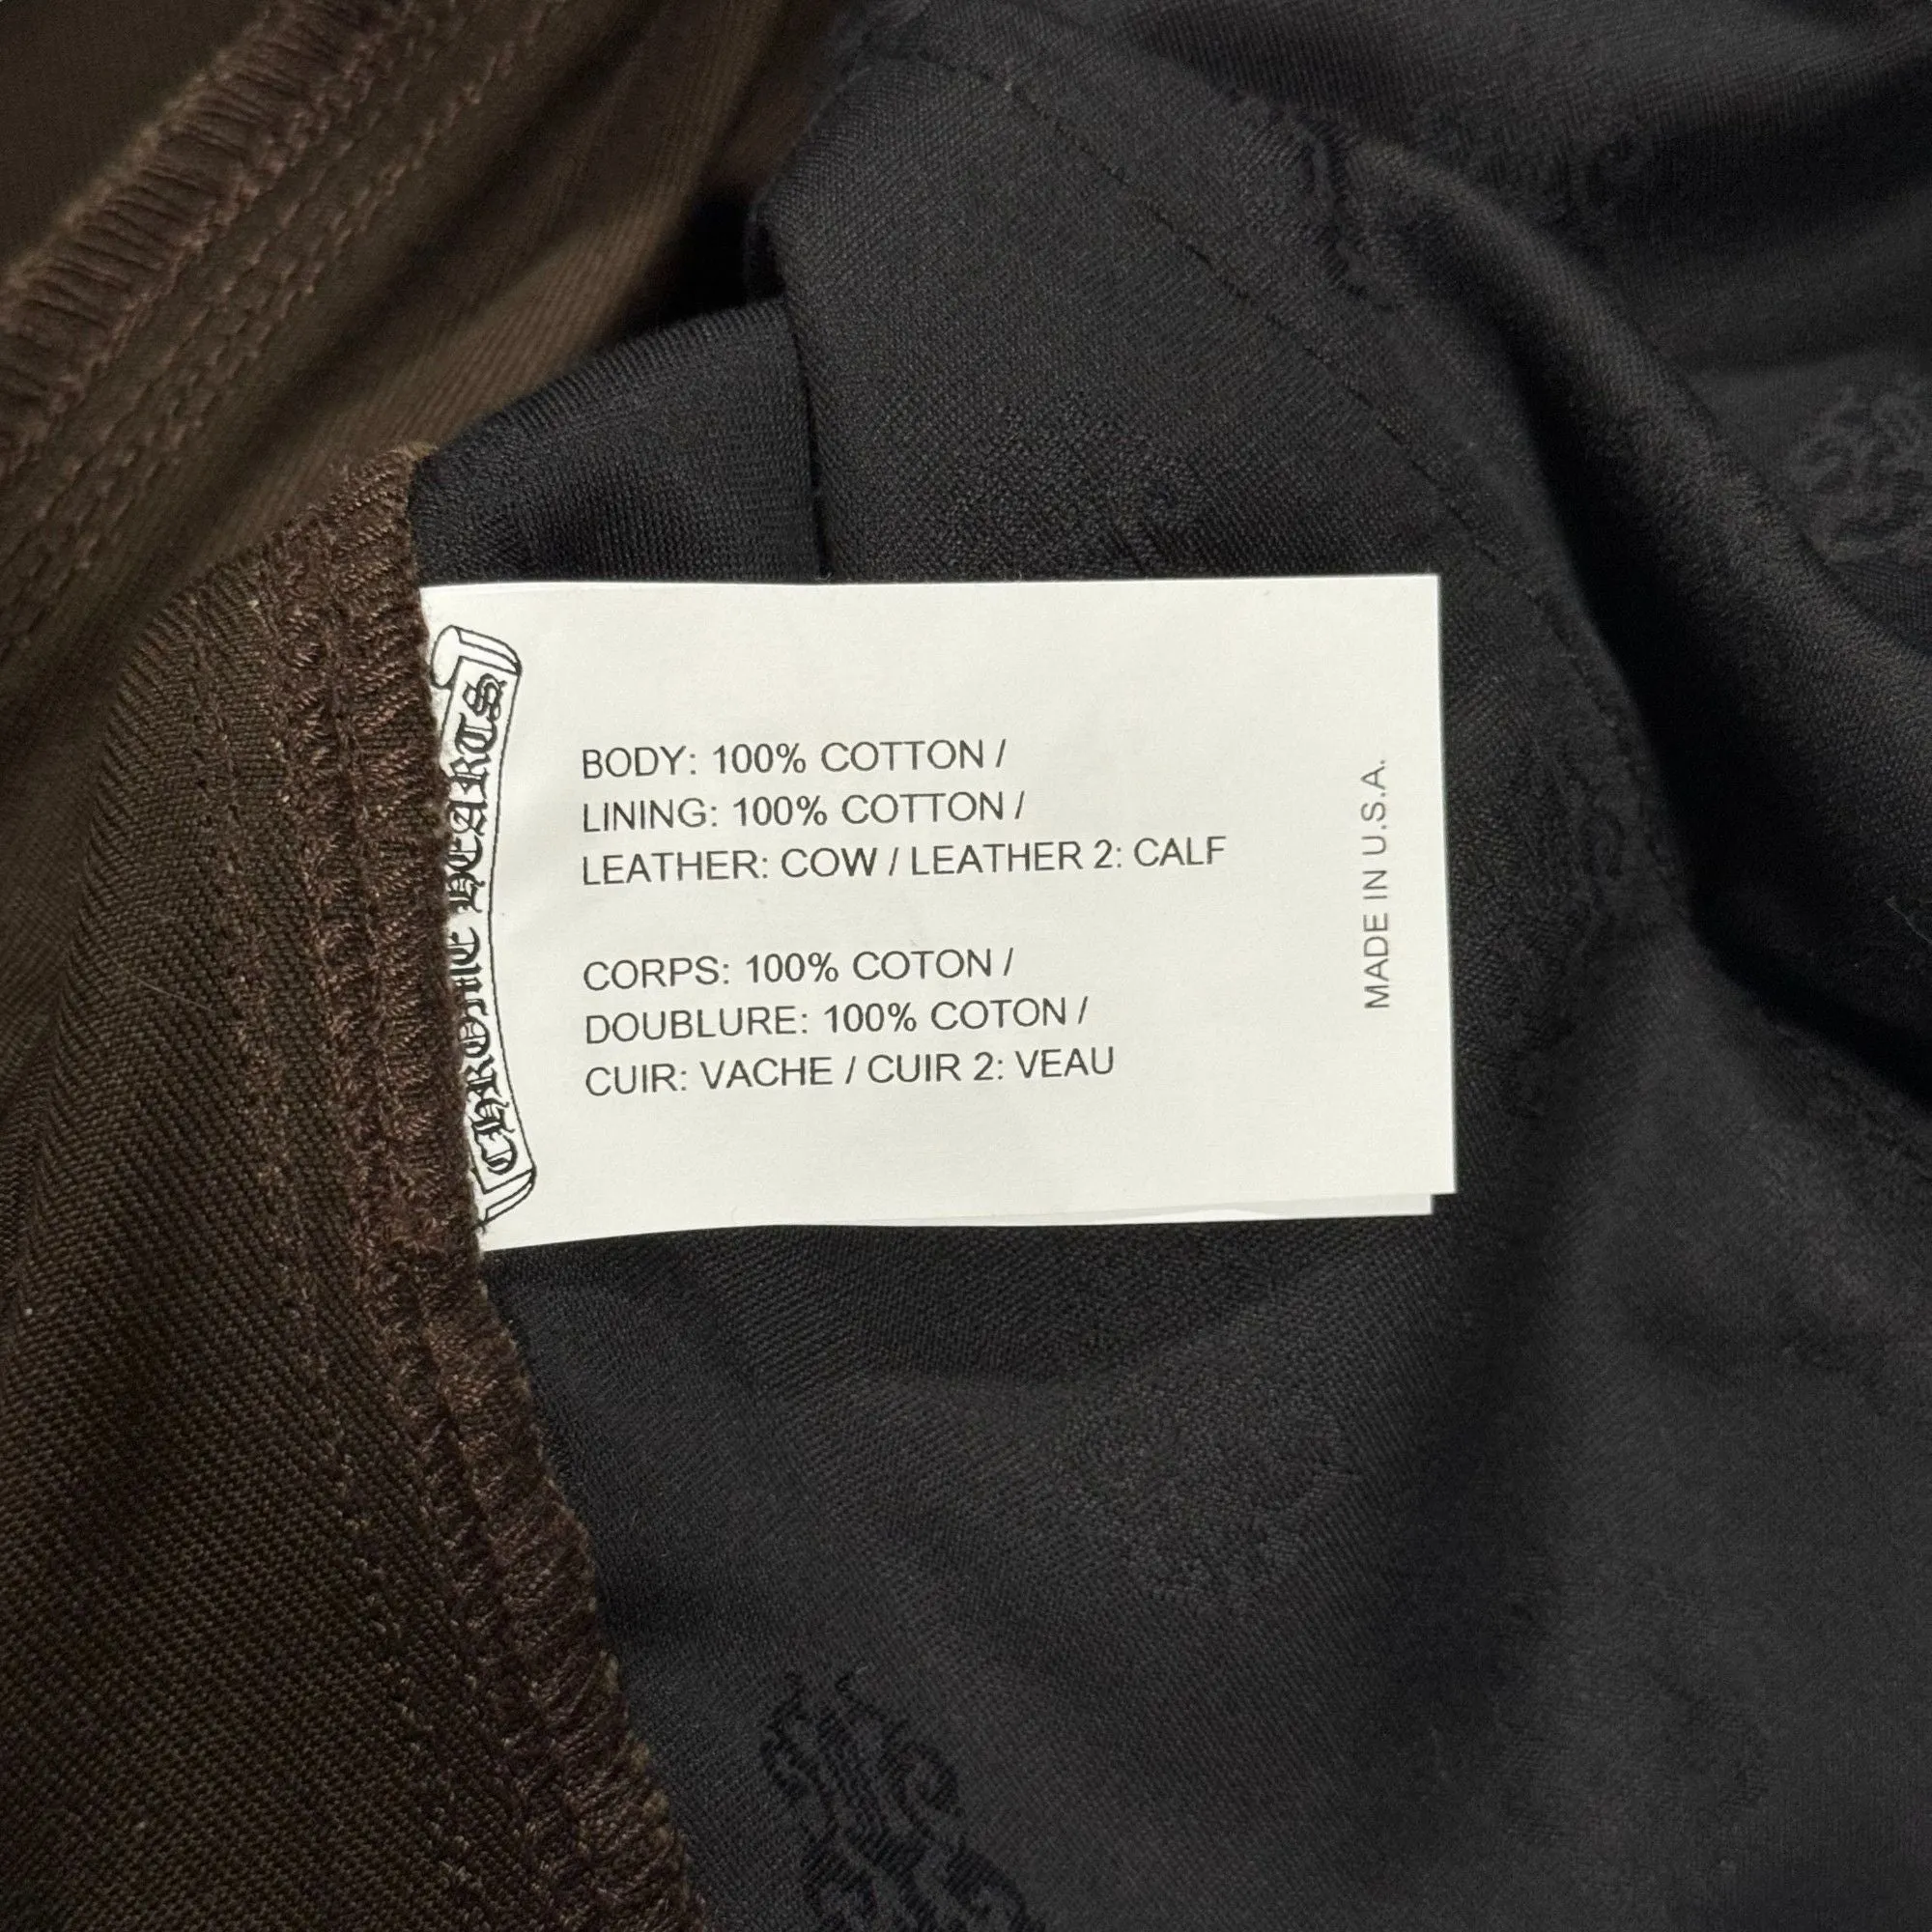 CHROME HEARTS
BODY: 100% COTTON /
LINING: 100% COTTON /
LEATHER: COW / LEATHER 2: CALF
CORPS: 100% COTON /
DOUBLURE: 100% COTON /
CUIR: VACHE / CUIR 2: VEAU
MADE IN U.S.A.